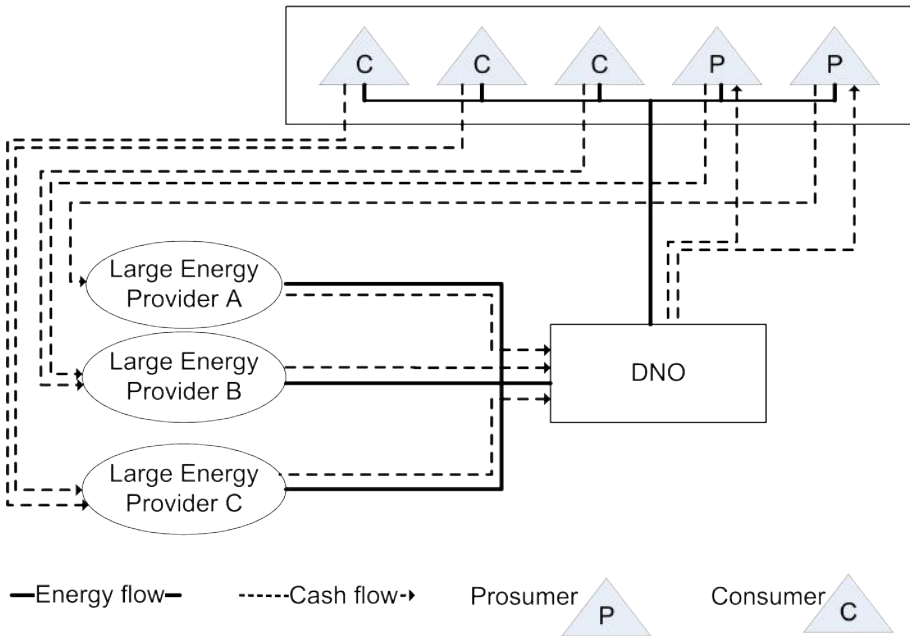 C C C P P
Large Energy
Provider A
Large Energy
Provider B
DNO
Large Energy
Provider C
Energy flow
Cash flow
Prosumer P
Consumer C